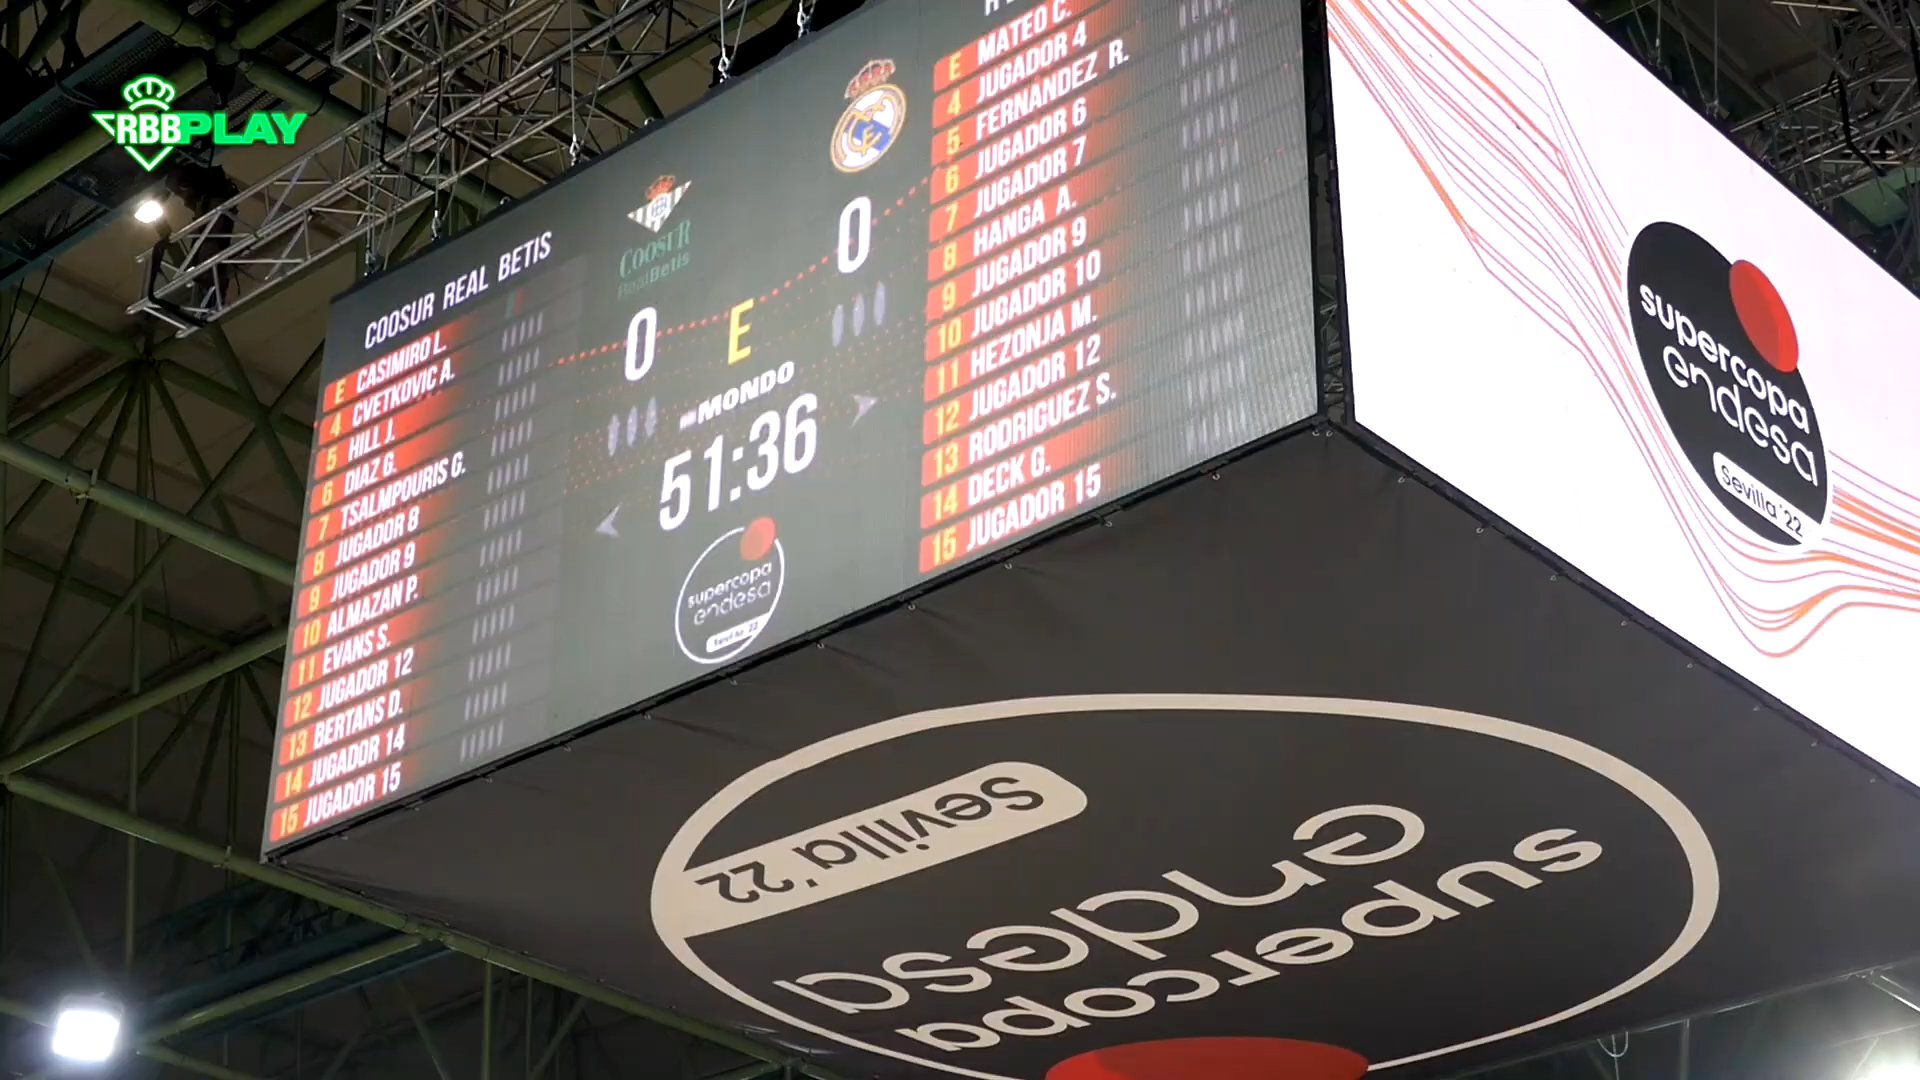 RBBPLAY
COOSUR REAL BETIS
E CASIMIRO L.
4 CVETKOVIC A.
5 HILL J.
6 DIAZ G.
7 TSALMPOURIS G.
8 JUGADOR 8
9 JUGADOR 9
10 ALMAZAN P.
11 EVANS S.
12 JUGADOR 12
13 BERTANS D.
14 JUGADOR 14
15 JUGADOR 15
COOSUR
RealBetis
0 E 0
MONDO
51:36
supercopa
endesa
Sevilla '22
E MATEO C.
4 JUGADOR 4
5 FERNANDEZ R.
6 JUGADOR 6
7 JUGADOR 7
8 HANGA A.
9 JUGADOR 9
10 JUGADOR 10
11 HEZONJA M.
12 JUGADOR 12
13 RODRIGUEZ S.
14 DECK G.
15 JUGADOR 15
supercopa
endesa
Sevilla '22
supercopa
endesa
Sevilla '22